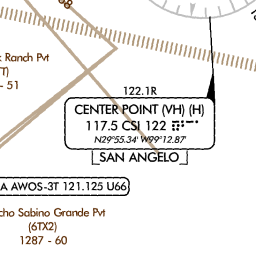 88
Ranch Pvt
T)
- 51
122.1R
CENTER POINT (VH) (H)
117.5 CSI 122
N29°55.34' W99°12.87'
SAN ANGELO
A AWOS-3T 121.125 U66
cho Sabino Grande Pvt
(6TX2)
1287 - 60